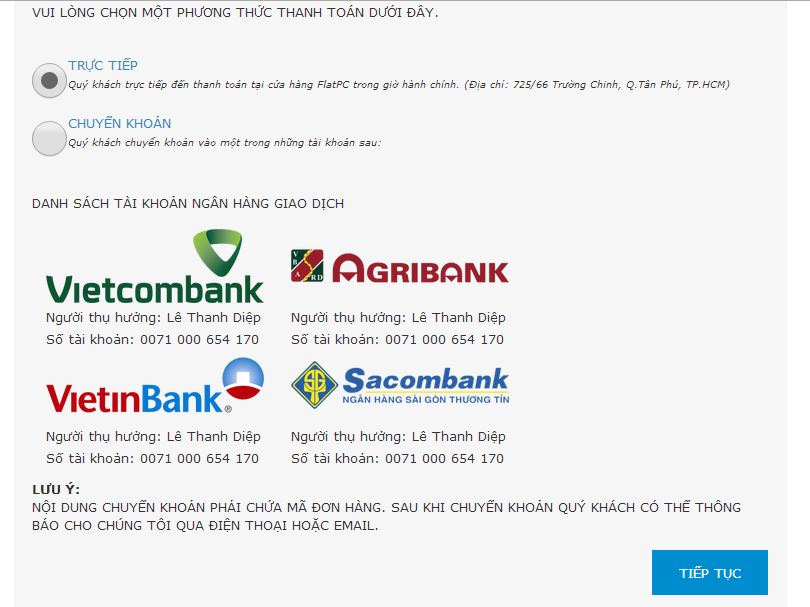 VUI LÒNG CHỌN MỘT PHƯƠNG THỨC THANH TOÁN DƯỚI ĐÂY.
TRỰC TIẾP
Quý khách trực tiếp đến thanh toán tại cửa hàng FlatPC trong giờ hành chính. (Địa chỉ: 725/66 Trường Chinh, Q.Tân Phú, TP.HCM)
CHUYỂN KHOẢN
Quý khách chuyển khoản vào một trong những tài khoản sau:
DANH SÁCH TÀI KHOẢN NGÂN HÀNG GIAO DỊCH
Vietcombank
Người thụ hưởng: Lê Thanh Diệp
Số tài khoản: 0071 000 654 170
VBARD AGRIBANK
Người thụ hưởng: Lê Thanh Diệp
Số tài khoản: 0071 000 654 170
VietinBank®
Người thụ hưởng: Lê Thanh Diệp
Số tài khoản: 0071 000 654 170
Sacombank
NGÂN HÀNG SÀI GÒN THƯƠNG TÍN
Người thụ hưởng: Lê Thanh Diệp
Số tài khoản: 0071 000 654 170
LƯU Ý:
NỘI DUNG CHUYỂN KHOẢN PHẢI CHỨA MÃ ĐƠN HÀNG. SAU KHI CHUYỂN KHOẢN QUÝ KHÁCH CÓ THỂ THÔNG
BÁO CHO CHÚNG TÔI QUA ĐIỆN THOẠI HOẶC EMAIL.
TIẾP TỤC